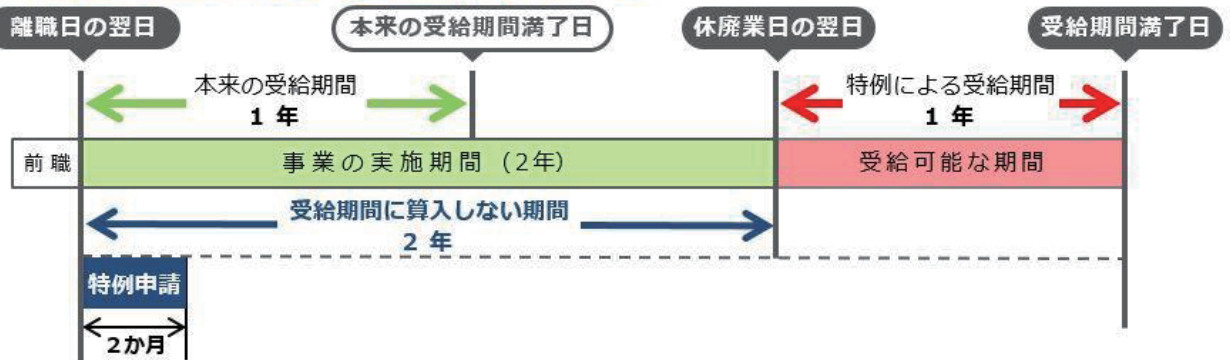 離職日の翌日
本来の受給期間満了日
休廃業日の翌日
受給期間満了日
本来の受給期間
1 年
特例による受給期間
1 年
前職
事業の実施期間 (2年)
受給可能な期間
受給期間に算入しない期間
2 年
特例申請
2か月